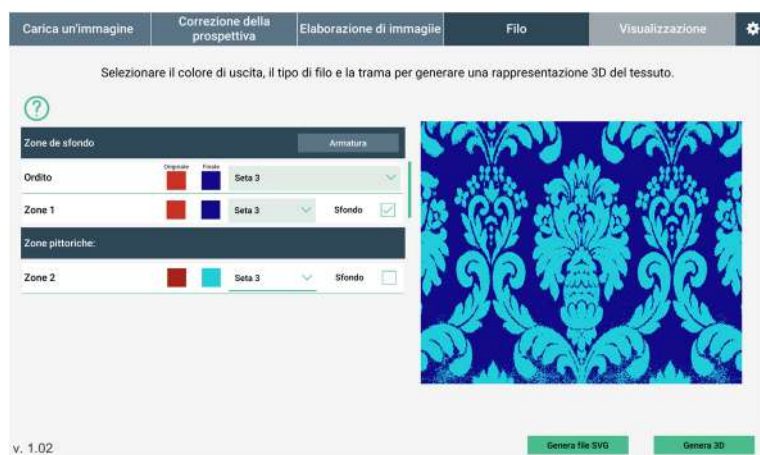 Carica un'immagine
Correzione della
prospettiva
Elaborazione di immagiie
Filo
Visualizzazione
Selezionare il colore di uscita, il tipo di filo e la trama per generare una rappresentazione 3D del tessuto.
?
Zone de sfondo
Armatura
Originale
Finale
Ordito
Seta 3
Zone 1
Seta 3
Sfondo
Zone pittoriche:
Zone 2
Seta 3
Sfondo
v. 1.02
Genera file SVG
Genera 3D